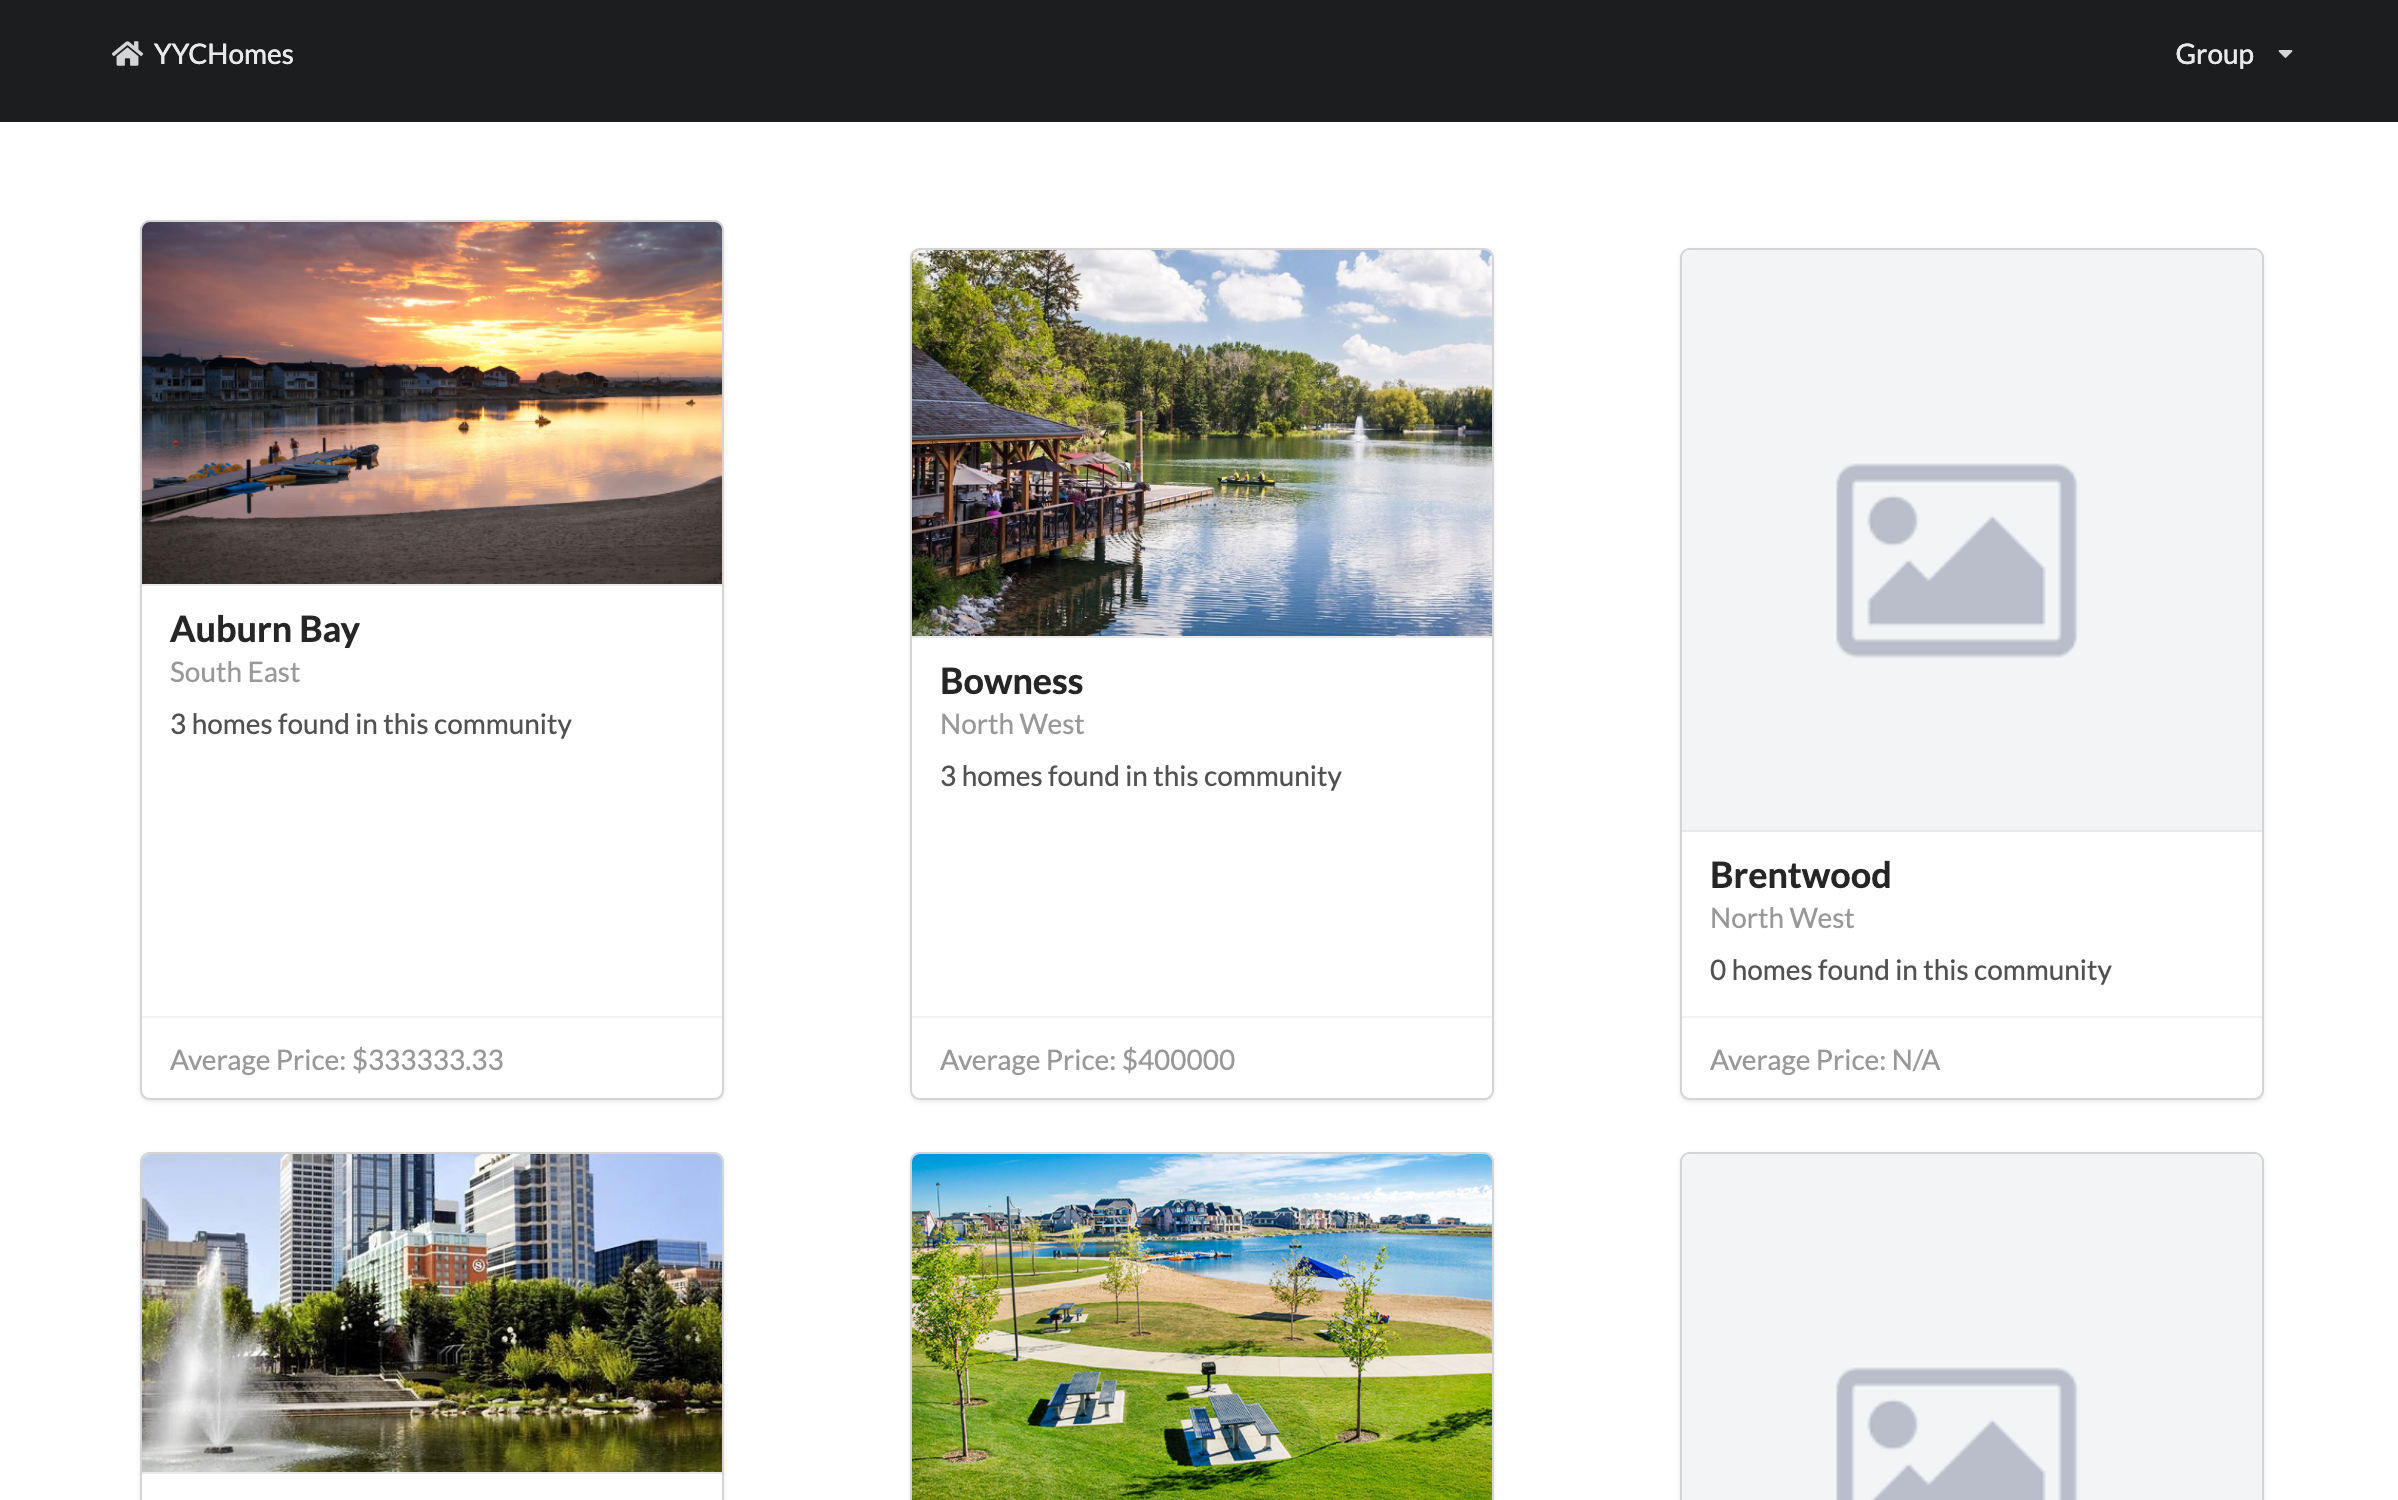 YYCHomes
Group
Auburn Bay
South East
3 homes found in this community
Average Price: $333333.33
Bowness
North West
3 homes found in this community
Average Price: $400000
Brentwood
North West
0 homes found in this community
Average Price: N/A